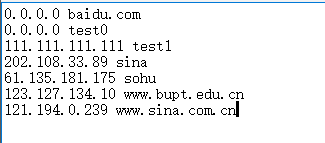 0.0.0.0 baidu.com
0.0.0.0 test0
111.111.111.111 test1
202.108.33.89 sina
61.135.181.175 sohu
123.127.134.10 www.bupt.edu.cn
121.194.0.239 www.sina.com.cn